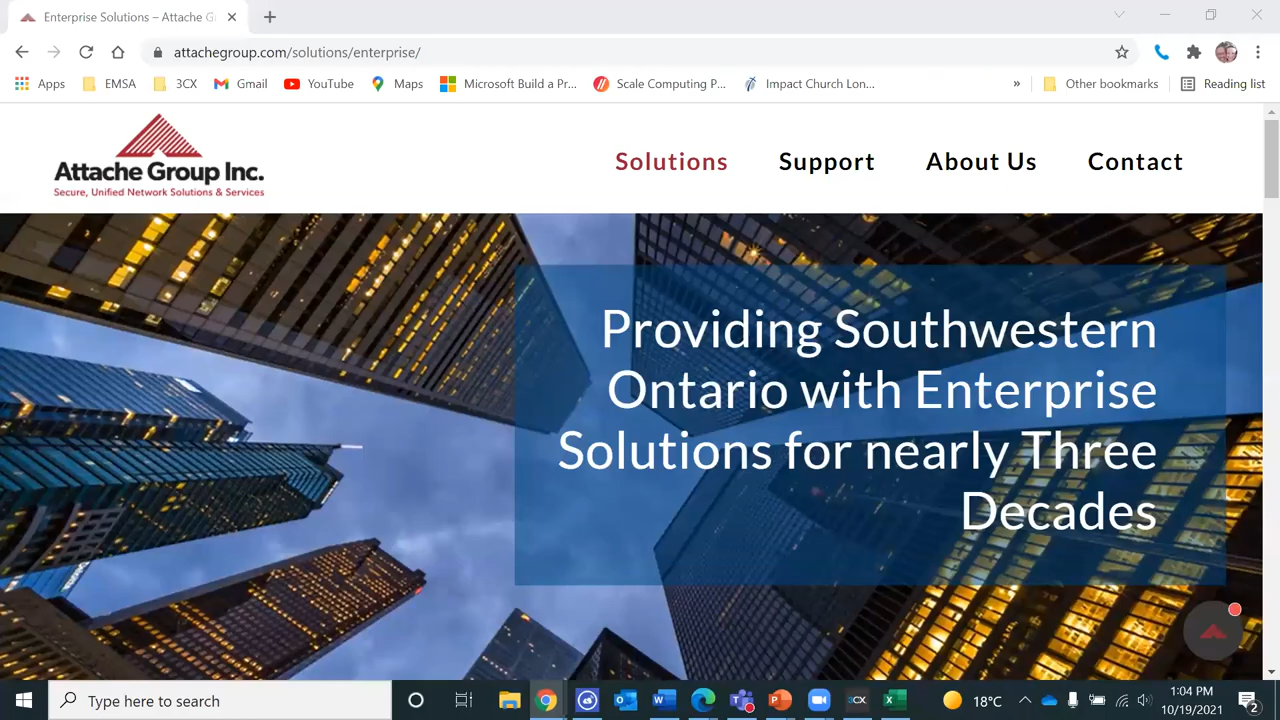 Enterprise Solutions – Attache G
attachegroup.com/solutions/enterprise/
Apps EMSA 3CX Gmail YouTube Maps Microsoft Build a Pr... Scale Computing P... Impact Church Lon... » Other bookmarks Reading list
Attache Group Inc.
Secure, Unified Network Solutions & Services
Solutions Support About Us Contact
Providing Southwestern
Ontario with Enterprise
Solutions for nearly Three
Decades
Type here to search
3CX
18°C
1:04 PM
10/19/2021
2